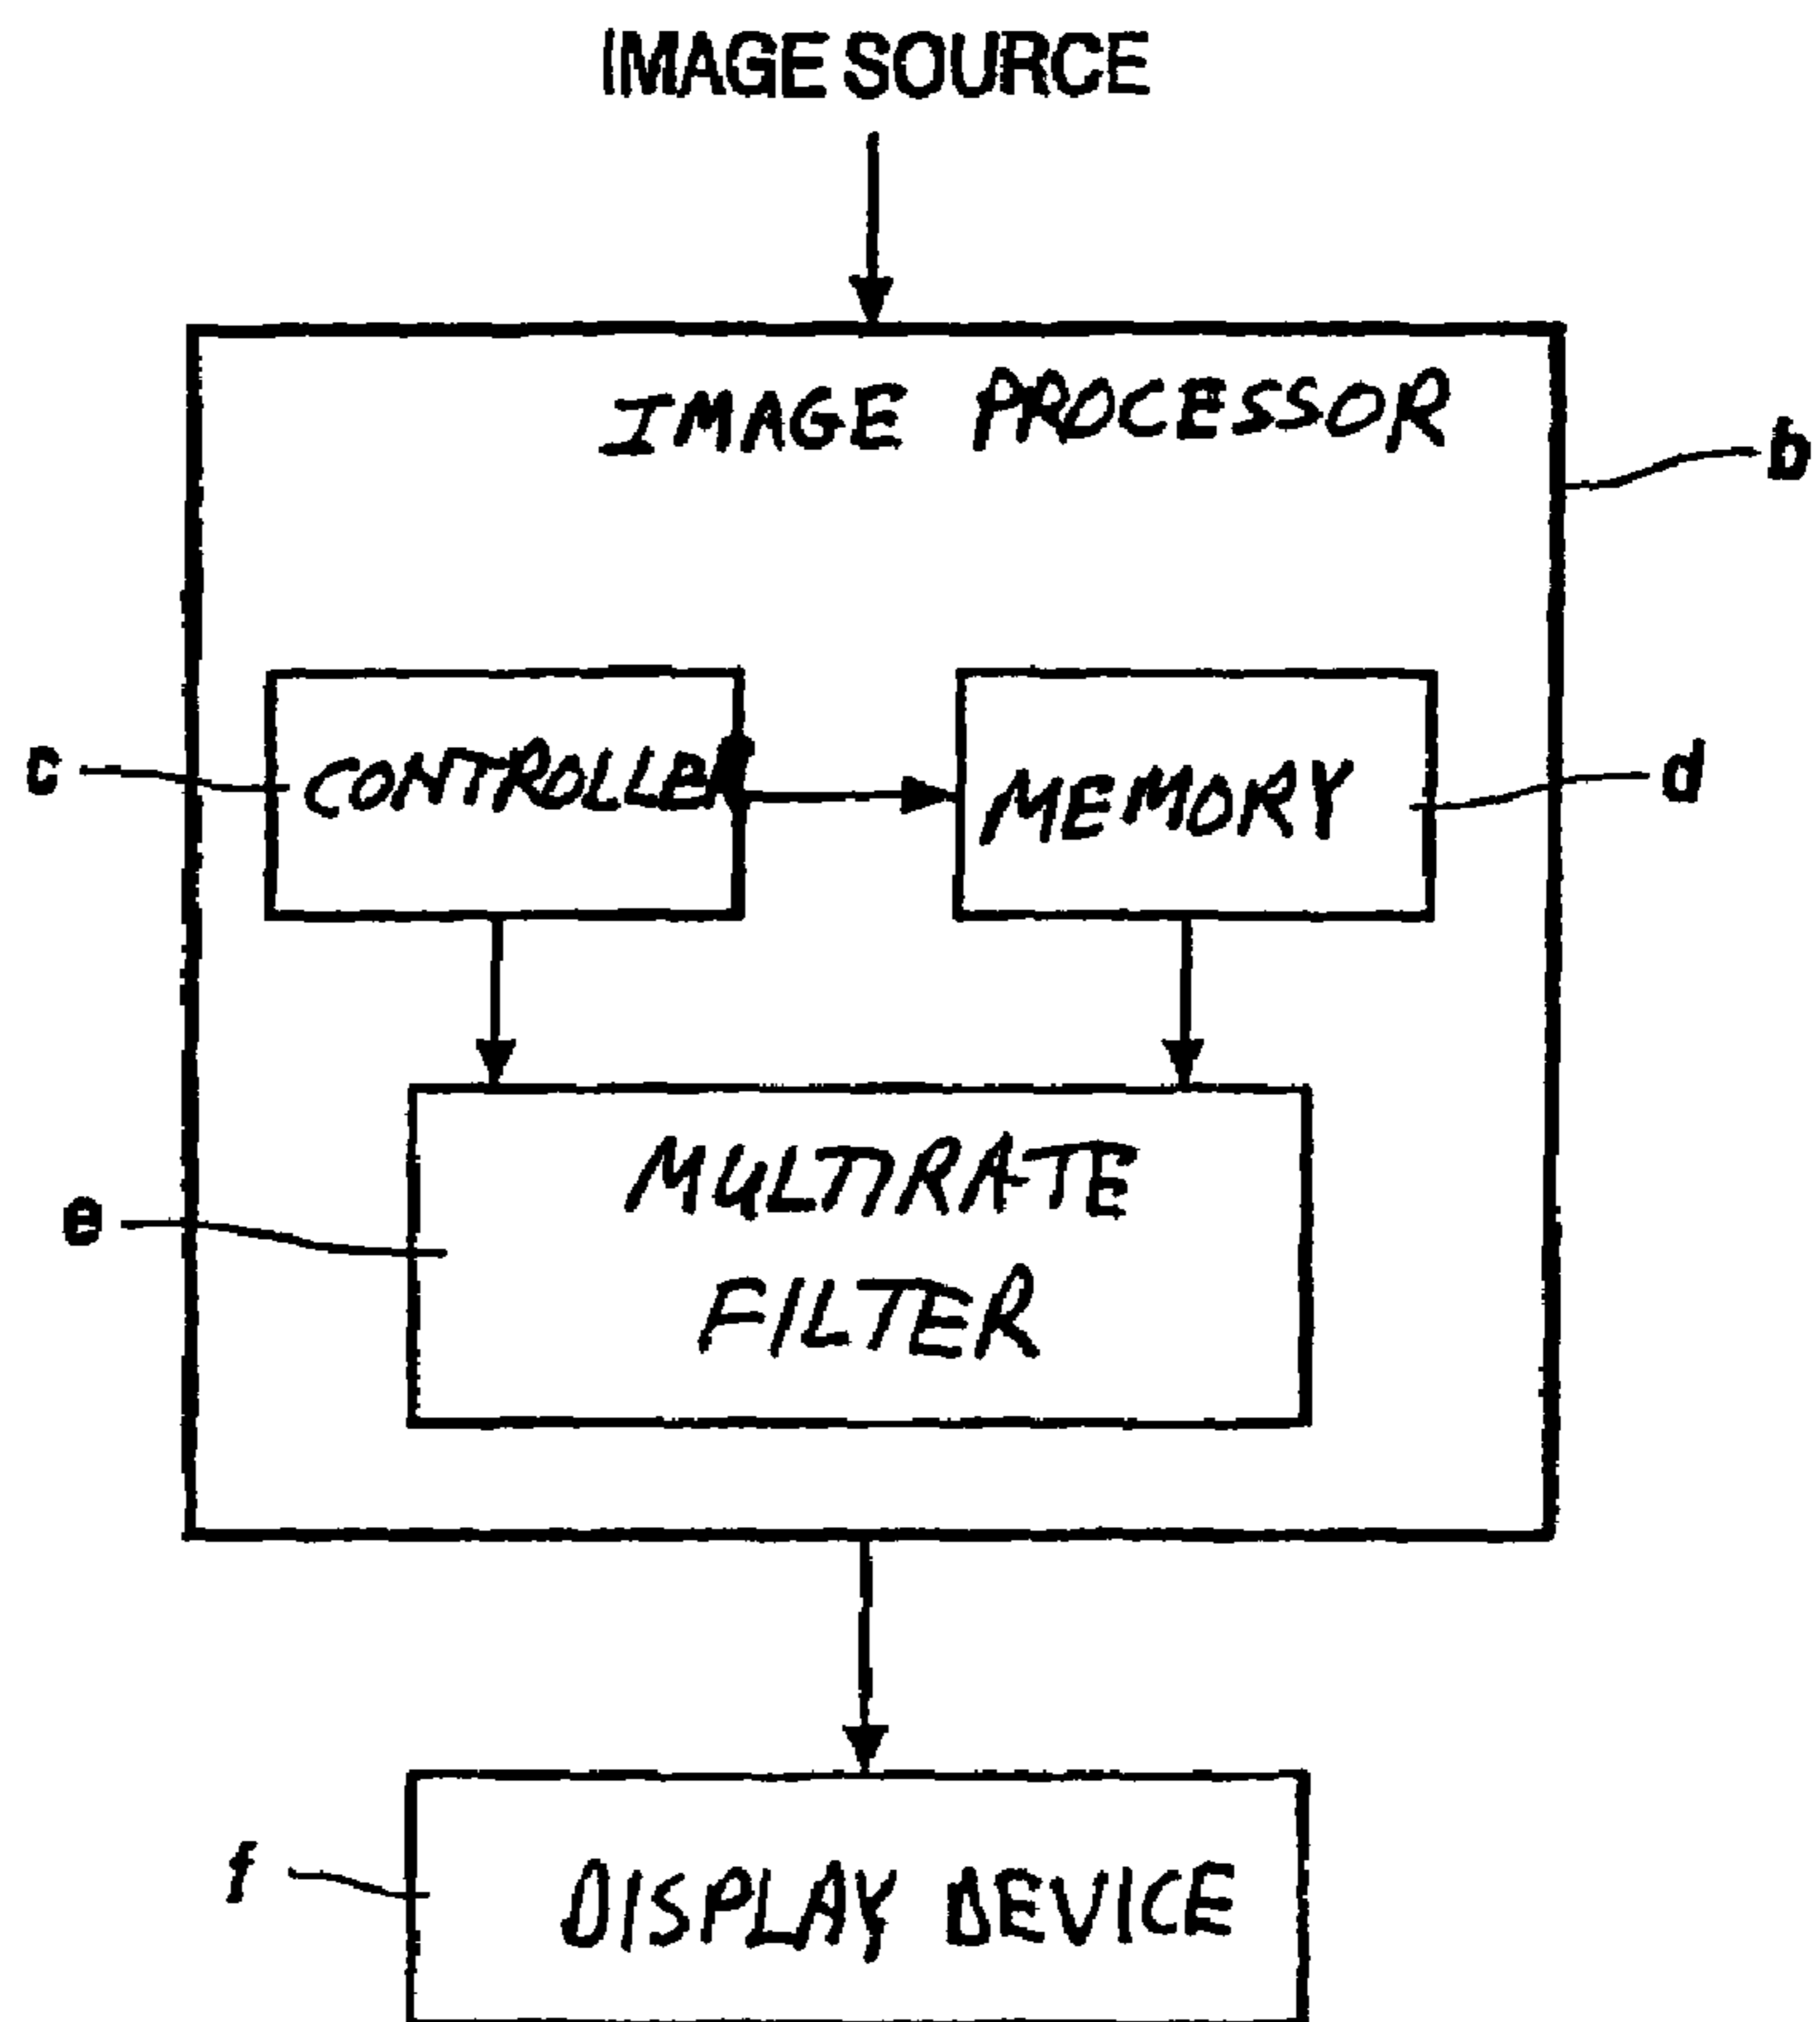 IMAGE SOURCE
IMAGE PROCESSOR
b
CONTROLLER
MEMORY
c
d
MULTIRATE
FILTER
e
DISPLAY DEVICE
f